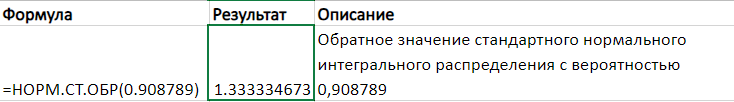 Формула Результат Описание
Обратное значение стандартного нормального
интегрального распределения с вероятностью
=НОРМ.СТ.ОБР(0.908789) 1.333334673 0,908789